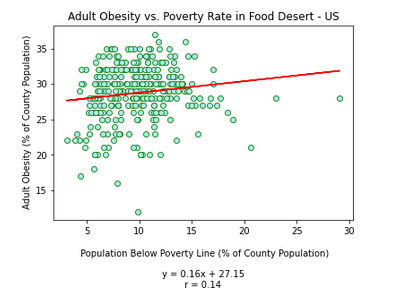 Adult Obesity vs. Poverty Rate in Food Desert - US
Adult Obesity (% of County Population)
35
30
25
20
15
5
10
15
20
25
30
Population Below Poverty Line (% of County Population)
y = 0.16x + 27.15
r = 0.14